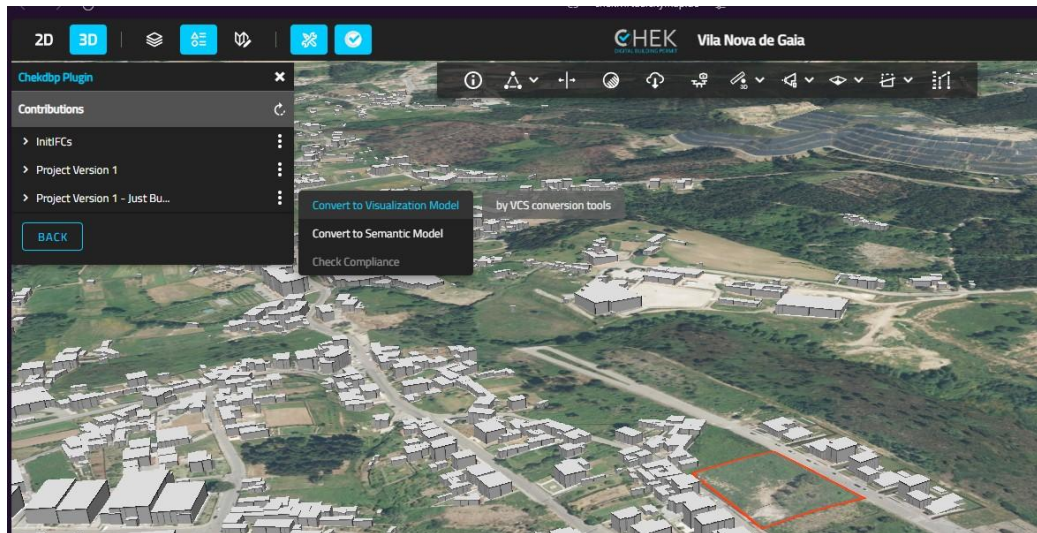 2D 3D
CHEK Vila Nova de Gaia
DIGITAL BUILDING PERMIT
Chekdbp Plugin
Contributions
InitIFCs
Project Version 1
Project Version 1 - Just Bu...
BACK
Convert to Visualization Model
by VCS conversion tools
Convert to Semantic Model
Check Compliance
3D